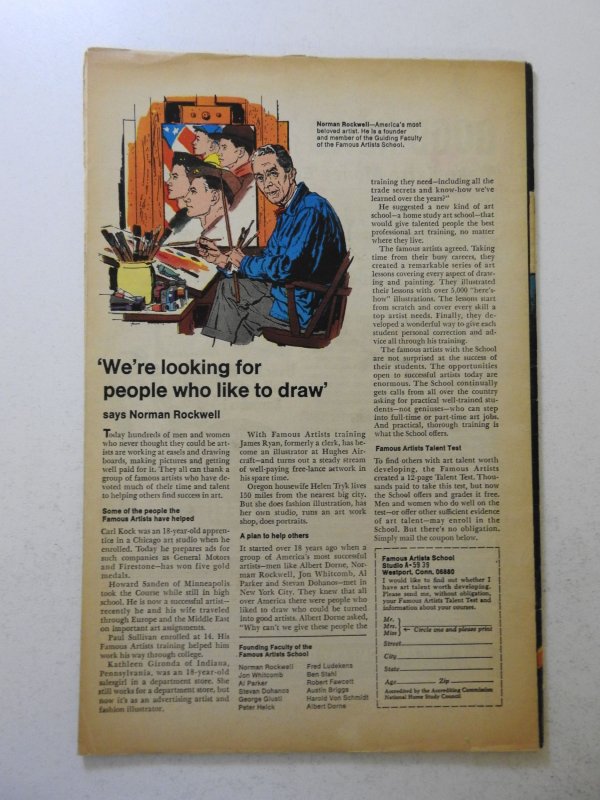 Norman Rockwell—America's most
beloved artist. He is a founder
and member of the Guiding Faculty
of the Famous Artists School.
'We're looking for
people who like to draw'
says Norman Rockwell
Today hundreds of men and women
who never thought they could be art-
ists are working at easels and drawing
boards, making pictures and getting
well paid for it. They all can thank a
group of famous artists who have de-
voted much of their time and talent
to helping others find success in art.
Some of the people the
Famous Artists have helped
Carl Kock was an 18-year-old appren-
tice in a Chicago art studio when he
enrolled. Today he prepares ads for
such companies as General Motors
and Firestone—has won five gold
medals.
Howard Sanden of Minneapolis
took the Course while still in high
school. He is now a successful artist—
recently he and his wife traveled
through Europe and the Middle East
on important art assignments.
Paul Sullivan enrolled at 14. His
Famous Artists training helped him
work his way through college.
Kathleen Gironda of Indiana,
Pennsylvania, was an 18-year-old
salesgirl in a department store. She
still works for a department store, but
now it's as an advertising artist and
fashion illustrator.
With Famous Artists training
James Ryan, formerly a clerk, has be-
come an illustrator at Hughes Air-
craft—and turns out a steady stream
of well-paying free-lance artwork in
his spare time.
Oregon housewife Helen Tryk lives
150 miles from the nearest big city.
But she does fashion illustration, has
her own studio, runs an art work
shop, does portraits.
A plan to help others
It started over 18 years ago when a
group of America's most successful
artists—men like Albert Dorne, Nor-
man Rockwell, Jon Whitcomb, Al
Parker and Stevan Dohanos—met in
New York City. They knew that all
over America there were people who
liked to draw who could be turned
into good artists. Albert Dorne asked,
"Why can't we give these people the
Founding Faculty of the
Famous Artists School
Norman Rockwell
Jon Whitcomb
Al Parker
Stevan Dohanos
George Giusti
Peter Helck
Fred Ludekens
Ben Stahl
Robert Fawcett
Austin Briggs
Harold Von Schmidt
Albert Dorne
training they need—including all the
trade secrets and know-how we've
learned over the years?"
He suggested a new kind of art
school—a home study art school—that
would give talented people the best
professional art training, no matter
where they live.
The famous artists agreed. Taking
time from their busy careers, they
created a remarkable series of art
lessons covering every aspect of draw-
ing and painting. They illustrated
their lessons with over 5,000 "here's-
how" illustrations. The lessons start
from scratch and cover every skill a
top artist needs. Finally, they de-
veloped a wonderful way to give each
student personal correction and ad-
vice all through his training.
The famous artists with the School
are not surprised at the success of
their students. The opportunities
open to successful artists today are
enormous. The School continually
gets calls from all over the country
asking for practical well-trained stu-
dents—not geniuses—who can step
into full-time or part-time art jobs.
And practical, thorough training is
what the School offers.
Famous Artists Talent Test
To find others with art talent worth
developing, the Famous Artists
created a 12-page Talent Test. Thou-
sands paid to take this test, but now
the School offers and grades it free.
Men and women who do well on the
test—or offer other sufficient evidence
of art talent—may enroll in the
School. But there's no obligation.
Simply mail the coupon below.
Famous Artists School
Studio A-5939
Westport, Conn. 06880
I would like to find out whether I
have art talent worth developing.
Please send me, without obligation,
your Famous Artists Talent Test and
information about your courses.
Mr.
Mrs. Circle one and please print
Miss
Street
City
State
Age Zip
Accredited by the Accrediting Commission
National Home Study Council